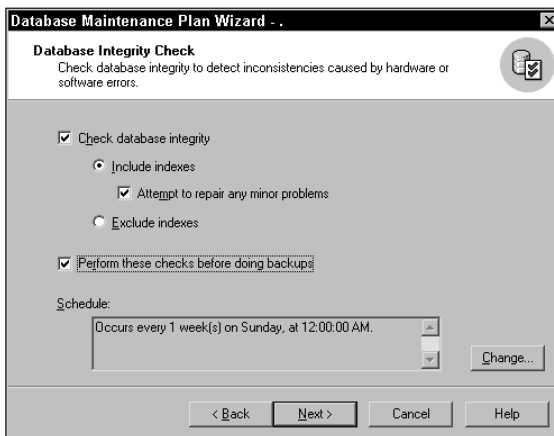 Database Maintenance Plan Wizard - .
Database Integrity Check
Check database integrity to detect inconsistencies caused by hardware or
software errors.
Check database integrity
Include indexes
Attempt to repair any minor problems
Exclude indexes
Perform these checks before doing backups
Schedule:
Occurs every 1 week(s) on Sunday, at 12:00:00 AM.
Change...
< Back
Next >
Cancel
Help